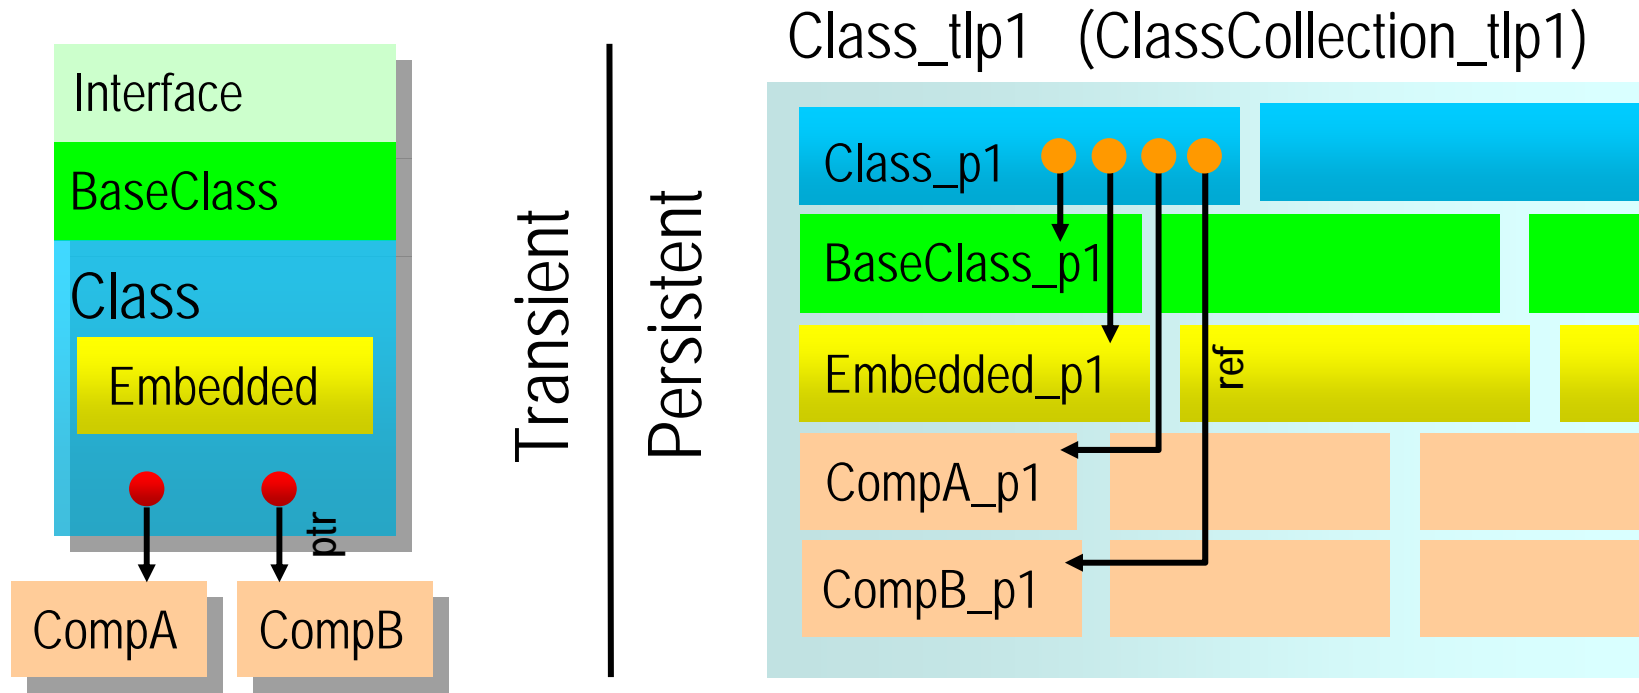 Interface
BaseClass
Class
Embedded
ptr
CompA
CompB
Transient
Persistent
Class_tlp1 (ClassCollection_tlp1)
Class_p1
BaseClass_p1
Embedded_p1
ref
CompA_p1
CompB_p1